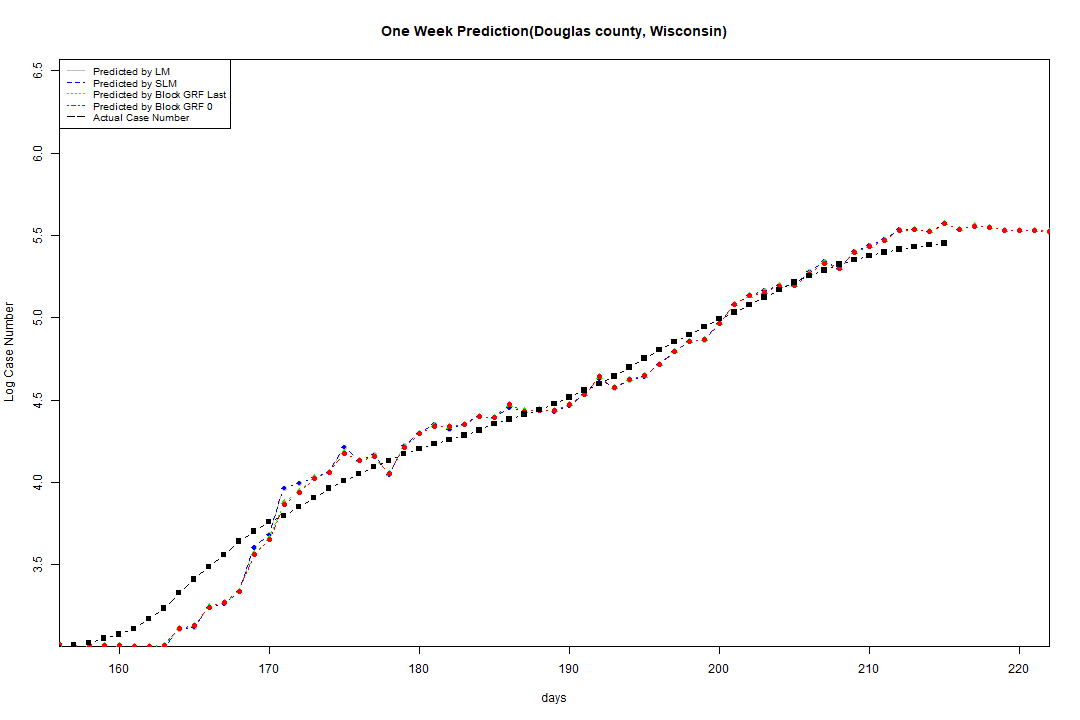 One Week Prediction(Douglas county, Wisconsin)
Predicted by LM
Predicted by SLM
Predicted by Block GRF Last
Predicted by Block GRF 0
Actual Case Number
6.5
6.0
5.5
5.0
4.5
4.0
3.5
Log Case Number
160 170 180 190 200 210 220
days